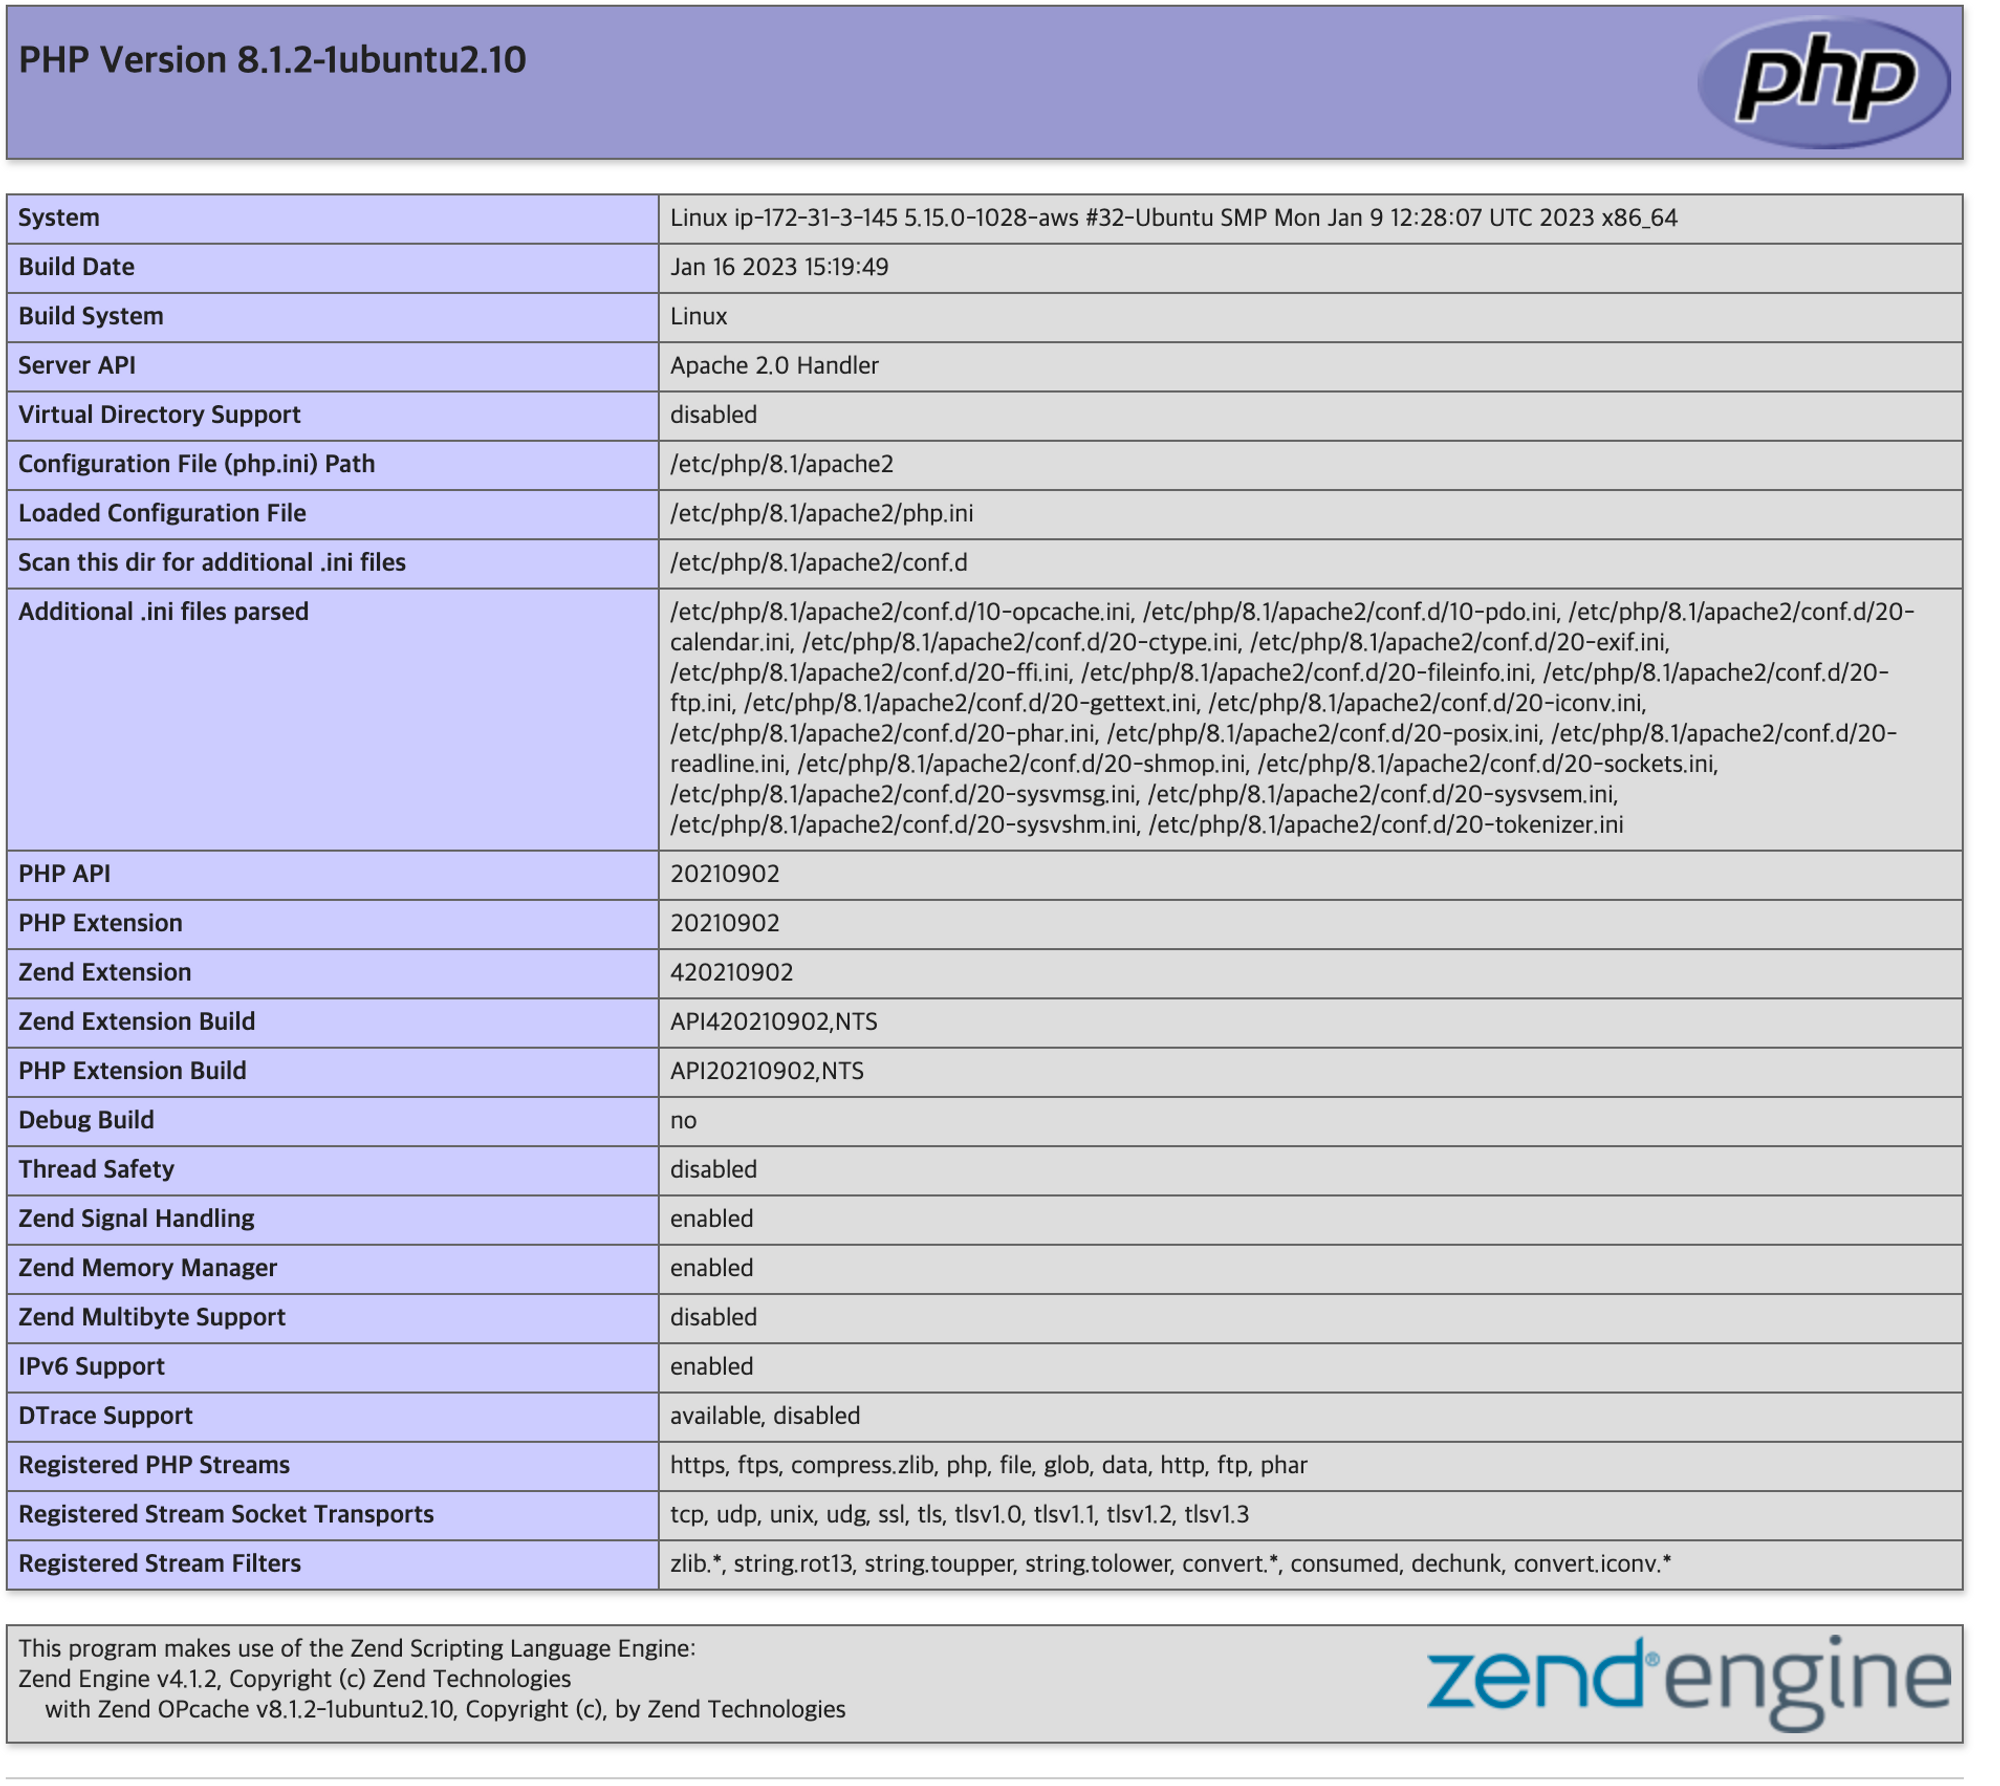 PHP Version 8.1.2-1ubuntu2.10
php
System Linux ip-172-31-3-145 5.15.0-1028-aws #32-Ubuntu SMP Mon Jan 9 12:28:07 UTC 2023 x86_64
Build Date Jan 16 2023 15:19:49
Build System Linux
Server API Apache 2.0 Handler
Virtual Directory Support disabled
Configuration File (php.ini) Path /etc/php/8.1/apache2
Loaded Configuration File /etc/php/8.1/apache2/php.ini
Scan this dir for additional .ini files /etc/php/8.1/apache2/conf.d
Additional .ini files parsed /etc/php/8.1/apache2/conf.d/10-opcache.ini, /etc/php/8.1/apache2/conf.d/10-pdo.ini, /etc/php/8.1/apache2/conf.d/20-
calendar.ini, /etc/php/8.1/apache2/conf.d/20-ctype.ini, /etc/php/8.1/apache2/conf.d/20-exif.ini,
/etc/php/8.1/apache2/conf.d/20-ffi.ini, /etc/php/8.1/apache2/conf.d/20-fileinfo.ini, /etc/php/8.1/apache2/conf.d/20-
ftp.ini, /etc/php/8.1/apache2/conf.d/20-gettext.ini, /etc/php/8.1/apache2/conf.d/20-iconv.ini,
/etc/php/8.1/apache2/conf.d/20-phar.ini, /etc/php/8.1/apache2/conf.d/20-posix.ini, /etc/php/8.1/apache2/conf.d/20-
readline.ini, /etc/php/8.1/apache2/conf.d/20-shmop.ini, /etc/php/8.1/apache2/conf.d/20-sockets.ini,
/etc/php/8.1/apache2/conf.d/20-sysvmsg.ini, /etc/php/8.1/apache2/conf.d/20-sysvsem.ini,
/etc/php/8.1/apache2/conf.d/20-sysvshm.ini, /etc/php/8.1/apache2/conf.d/20-tokenizer.ini
PHP API 20210902
PHP Extension 20210902
Zend Extension 420210902
Zend Extension Build API420210902,NTS
PHP Extension Build API20210902,NTS
Debug Build no
Thread Safety disabled
Zend Signal Handling enabled
Zend Memory Manager enabled
Zend Multibyte Support disabled
IPv6 Support enabled
DTrace Support available, disabled
Registered PHP Streams https, ftps, compress.zlib, php, file, glob, data, http, ftp, phar
Registered Stream Socket Transports tcp, udp, unix, udg, ssl, tls, tlsv1.0, tlsv1.1, tlsv1.2, tlsv1.3
Registered Stream Filters zlib.*, string.rot13, string.toupper, string.tolower, convert.*, consumed, dechunk, convert.iconv.*
This program makes use of the Zend Scripting Language Engine:
Zend Engine v4.1.2, Copyright (c) Zend Technologies
with Zend OPcache v8.1.2-1ubuntu2.10, Copyright (c), by Zend Technologies
zend® engine